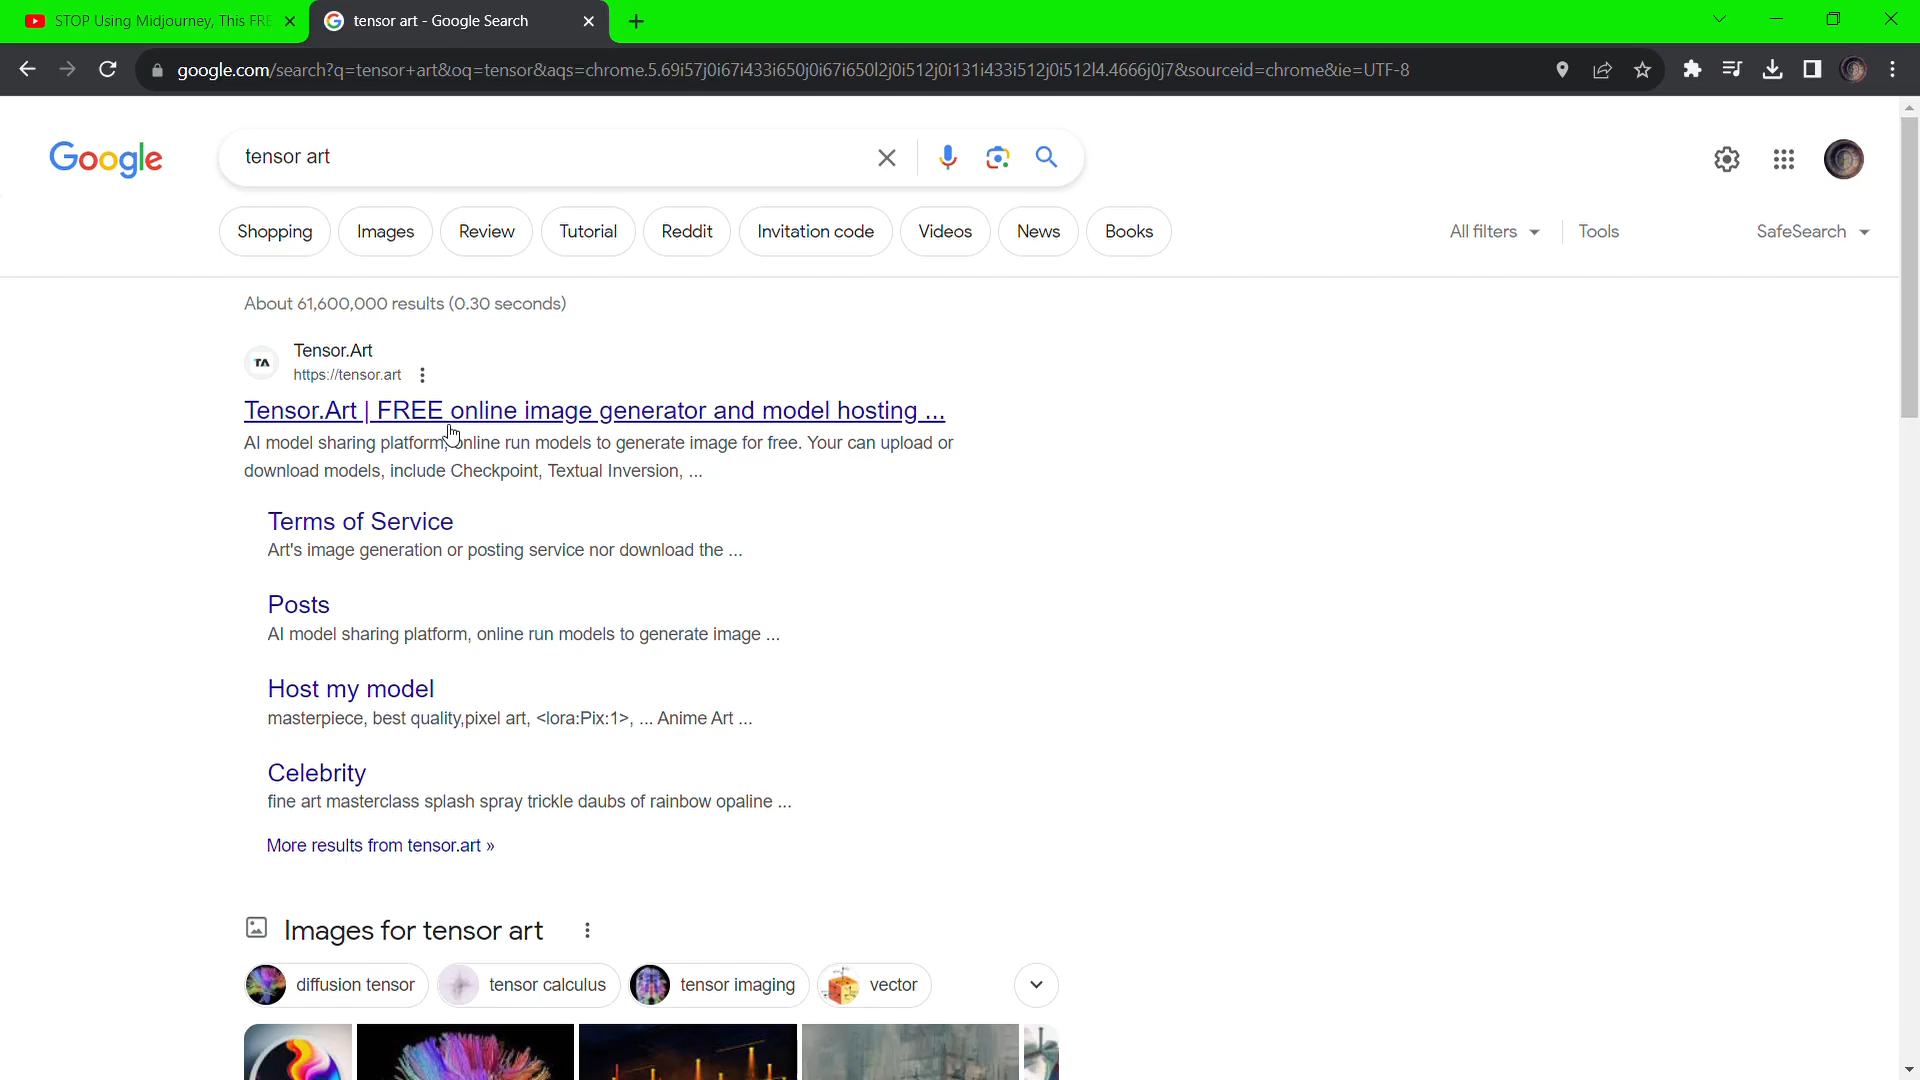 STOP Using Midjourney, This FRE
tensor art - Google Search
google.com/search?q=tensor+art&oq=tensor&aqs=chrome.5.69i57j0i67i433i650j0i67i650l2j0i512j0i131i433i512j0i512l4.4666j0j7&sourceid=chrome&ie=UTF-8
Google
tensor art
Shopping
Images
Review
Tutorial
Reddit
Invitation code
Videos
News
Books
All filters
Tools
SafeSearch
About 61,600,000 results (0.30 seconds)
TA
Tensor.Art
https://tensor.art
Tensor.Art | FREE online image generator and model hosting ...
AI model sharing platform, online run models to generate image for free. Your can upload or
download models, include Checkpoint, Textual Inversion, ...
Terms of Service
Art's image generation or posting service nor download the ...
Posts
AI model sharing platform, online run models to generate image ...
Host my model
masterpiece, best quality,pixel art, <lora:Pix:1>, ... Anime Art ...
Celebrity
fine art masterclass splash spray trickle daubs of rainbow opaline ...
More results from tensor.art »
Images for tensor art
diffusion tensor
tensor calculus
tensor imaging
vector